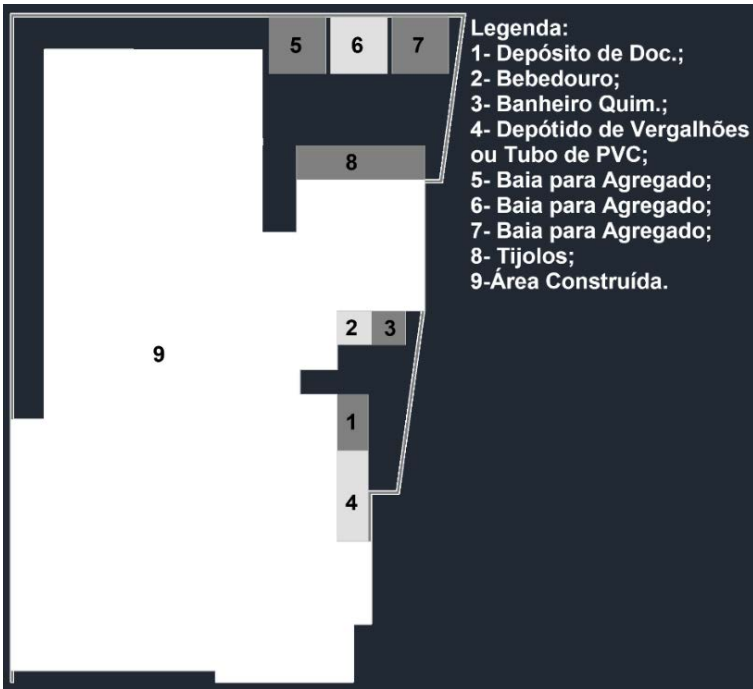 5 6 7
Legenda:
1- Depósito de Doc.;
2- Bebedouro;
3- Banheiro Quim.;
4- Depótido de Vergalhões
ou Tubo de PVC;
5- Baia para Agregado;
6- Baia para Agregado;
7- Baia para Agregado;
8- Tijolos;
9-Área Construída.
8
2 3
9
1
4